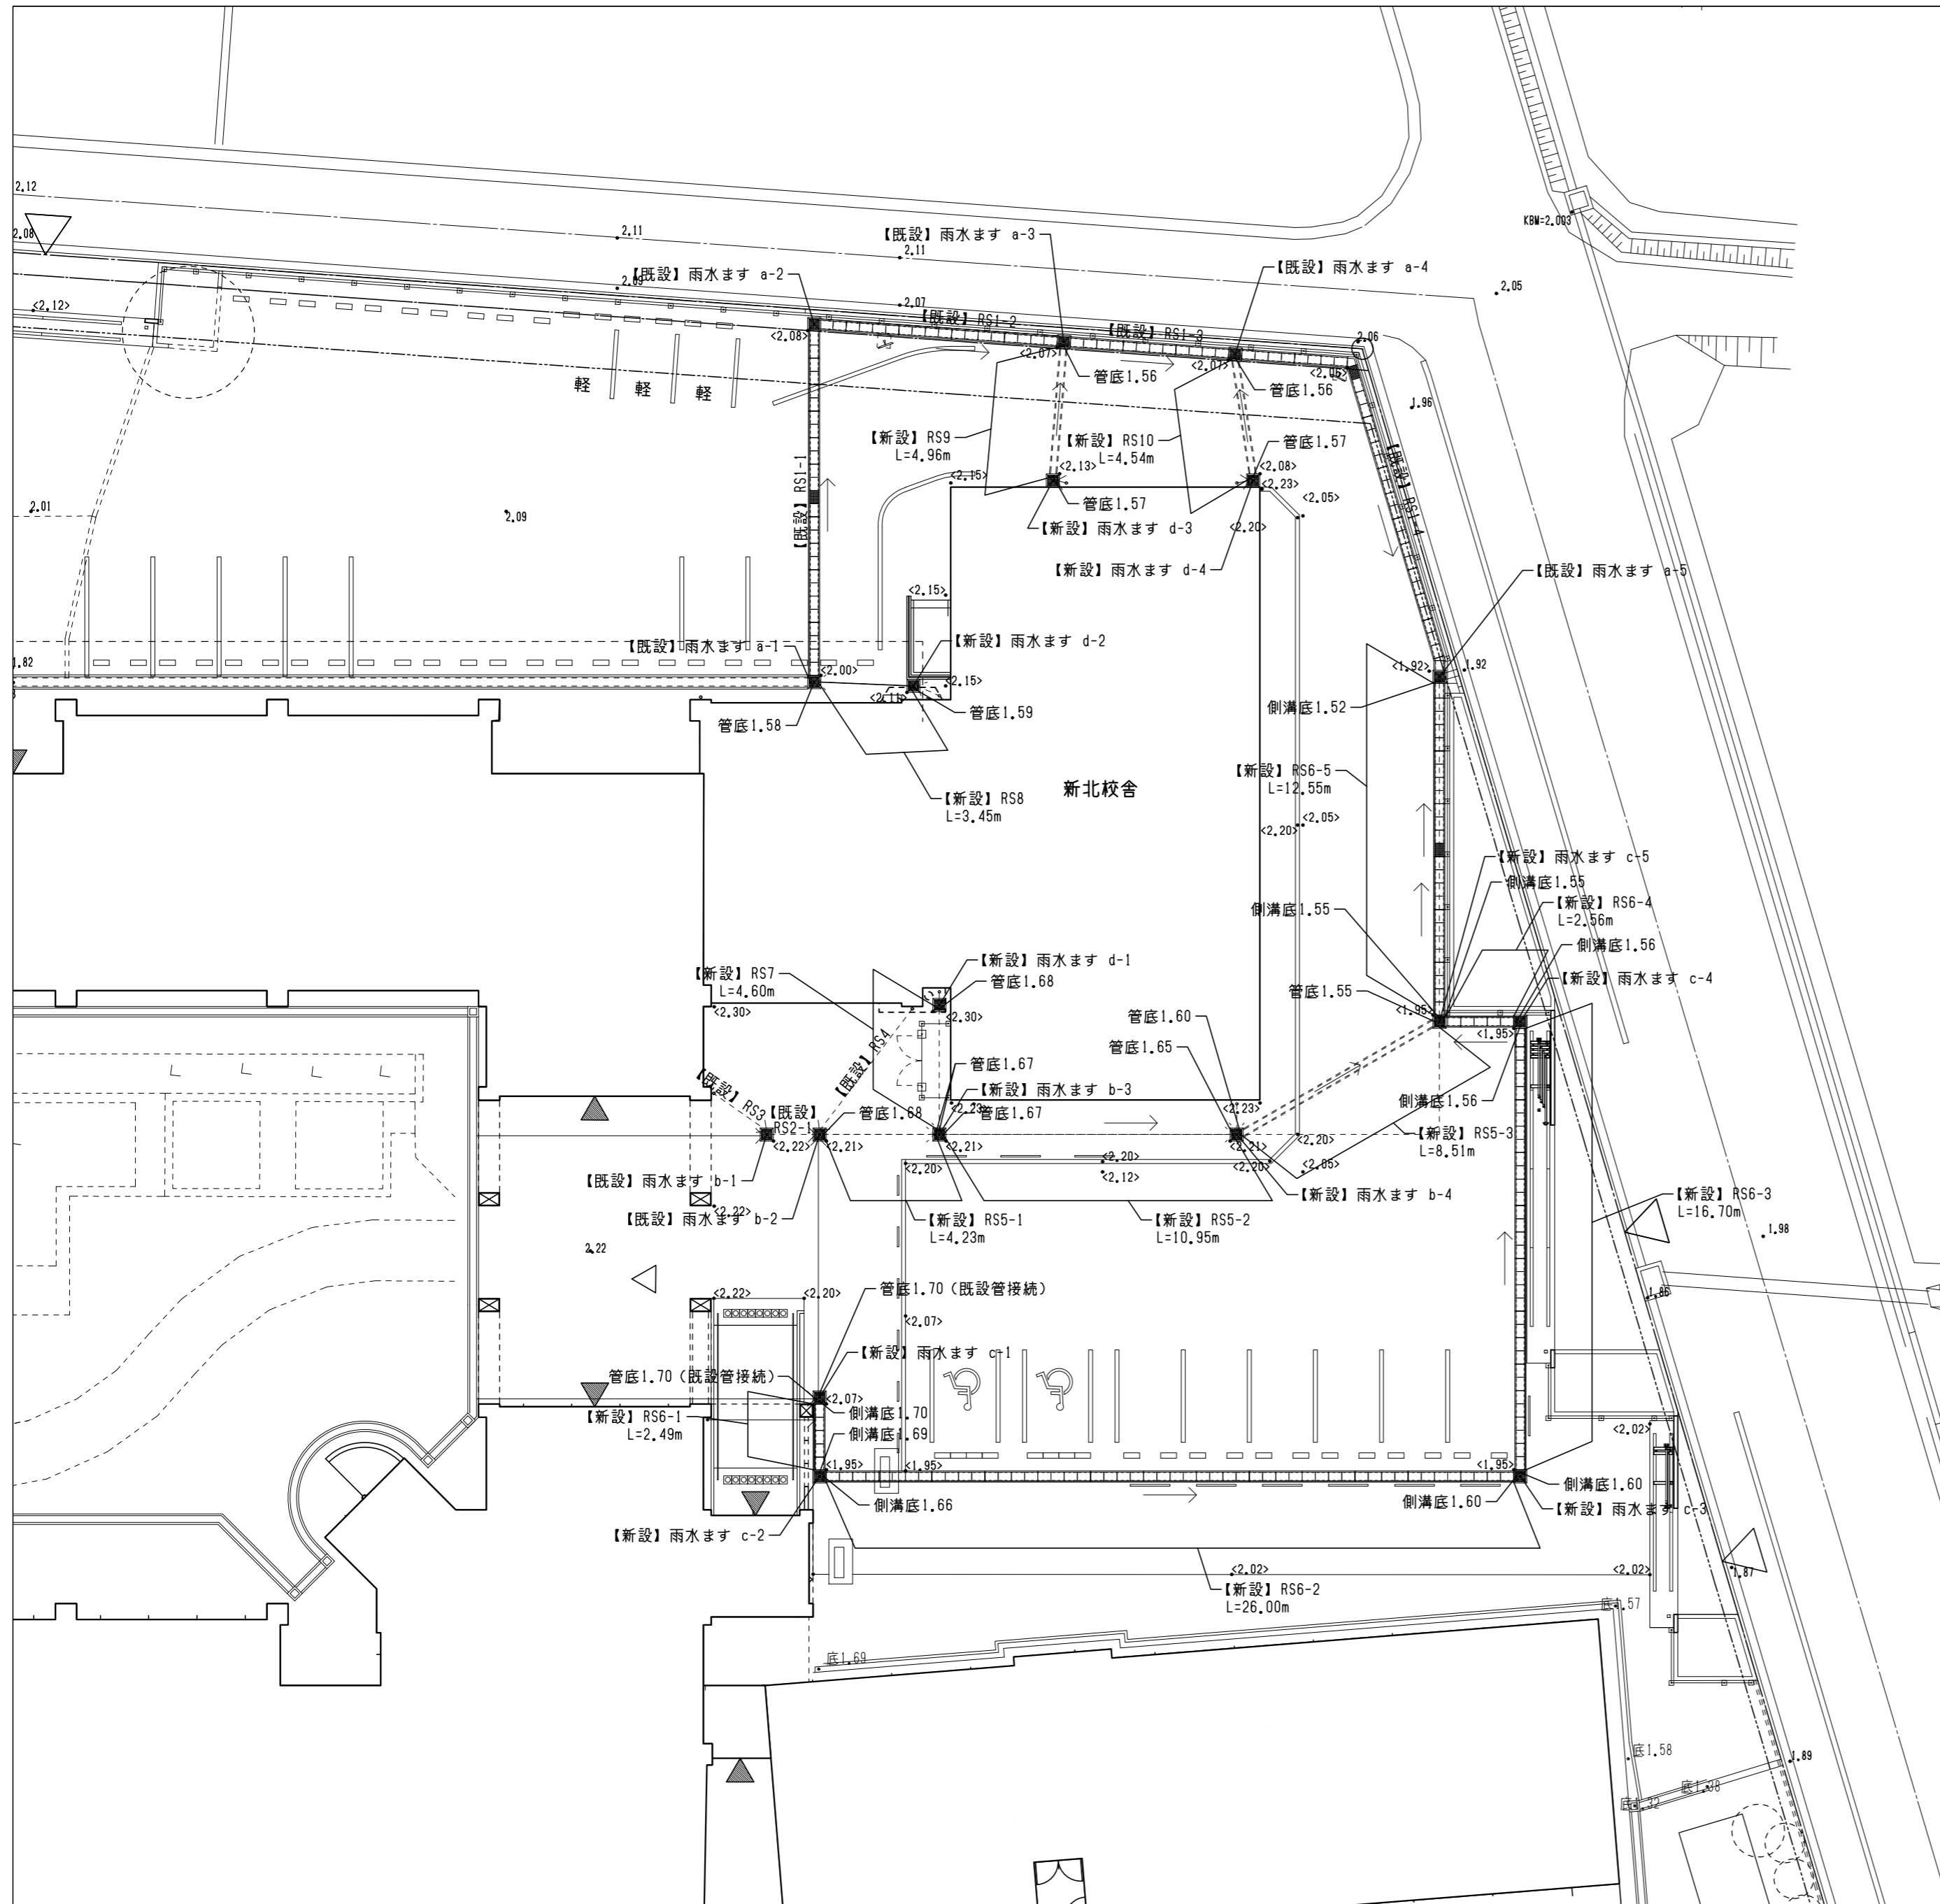 2.12
KBM=2.003
2.08
2.11
【既設】雨水ます a-3
2.11
【既設】雨水ます a-4
【既設】雨水ます a-2
2.09
2.05
<2.12>
2.07
【既設】RS1-2
【既設】RS1-3
<2.08>
2.06
<2.07>
<2.07>
<2.06>
管底1.56
管底1.56
軽
軽
軽
1.96
【新設】RS9
L=4.96m
【新設】RS10
L=4.54m
管底1.57
【既設】RS1-1
【既設】RS1-4
<2.15>
<2.13>
<2.08>
<2.23>
<2.05>
2.01
2.09
管底1.57
【新設】雨水ます d-3
<2.20>
【新設】雨水ます d-4
【既設】雨水ます a-5
<2.15>
【既設】雨水ます a-1
【新設】雨水ます d-2
1.82
<2.00>
<1.92>
1.92
<2.15>
<2.11>
管底1.58
管底1.59
側溝底1.52
【新設】RS8
L=3.45m
新北校舎
【新設】RS6-5
L=12.55m
<2.20>
<2.05>
【新設】雨水ます c-5
側溝底1.55
【新設】RS6-4
L=2.56m
側溝底1.55
側溝底1.56
【新設】雨水ます c-4
【新設】RS7
L=4.60m
【新設】雨水ます d-1
管底1.68
管底1.55
<2.30>
<2.30>
<1.95>
<1.95>
管底1.60
管底1.65
【既設】RS4
【既設】RS3
管底1.67
【新設】雨水ます b-3
側溝底1.56
【既設】
RS2-1
管底1.68
<2.23>
管底1.67
<2.23>
<2.22>
<2.21>
<2.21>
<2.21>
<2.20>
【新設】RS5-3
L=8.51m
<2.20>
<2.20>
<2.12>
<2.20>
<2.05>
【既設】雨水ます b-1
【新設】雨水ます b-4
【新設】RS6-3
L=16.70m
<2.22>
【既設】雨水ます b-2
【新設】RS5-1
L=4.23m
【新設】RS5-2
L=10.95m
1.98
2.22
<2.22>
<2.20>
管底1.70(既設管接続)
1.86
<2.07>
【新設】雨水ます c-1
管底1.70(既設管接続)
<2.07>
【新設】RS6-1
L=2.49m
側溝底1.70
側溝底1.69
<2.02>
<1.95>
<1.95>
<1.95>
側溝底1.66
側溝底1.60
側溝底1.60
【新設】雨水ます c-3
【新設】雨水ます c-2
<2.02>
<2.02>
1.87
【新設】RS6-2
L=26.00m
底1.57
底1.69
底1.58
1.89
底1.38
底1.32